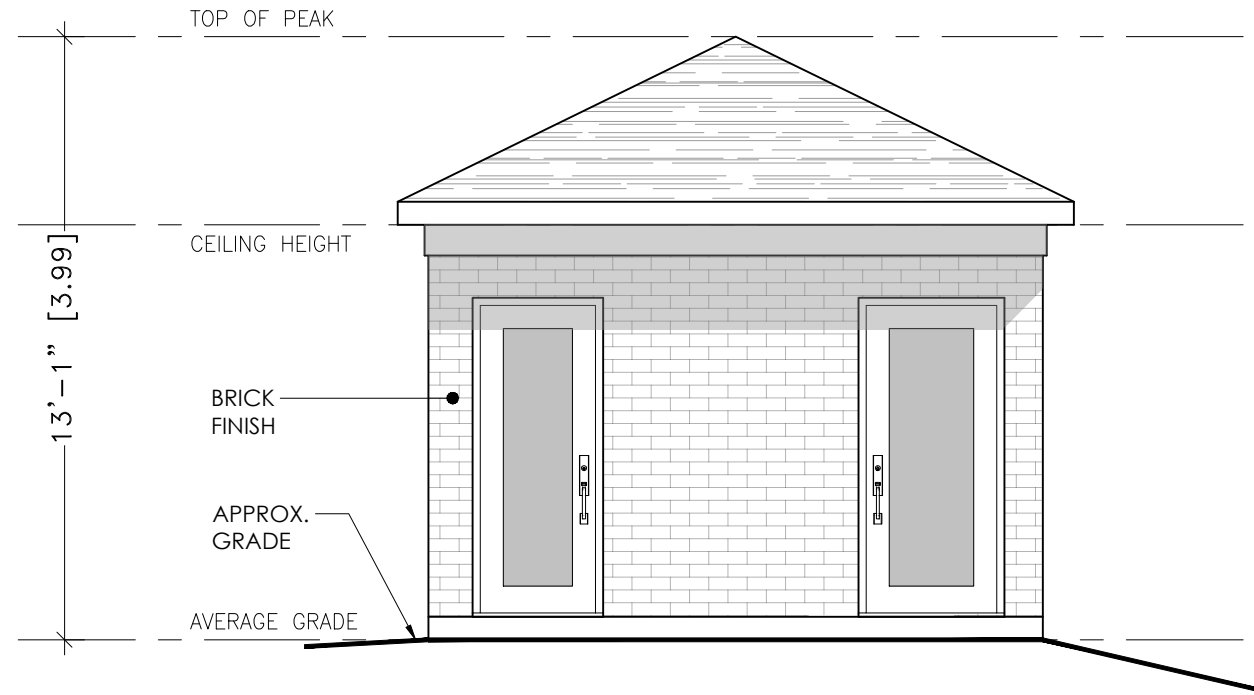 TOP OF PEAK
CEILING HEIGHT
13'-1" [3.99]
BRICK
FINISH
APPROX.
GRADE
AVERAGE GRADE